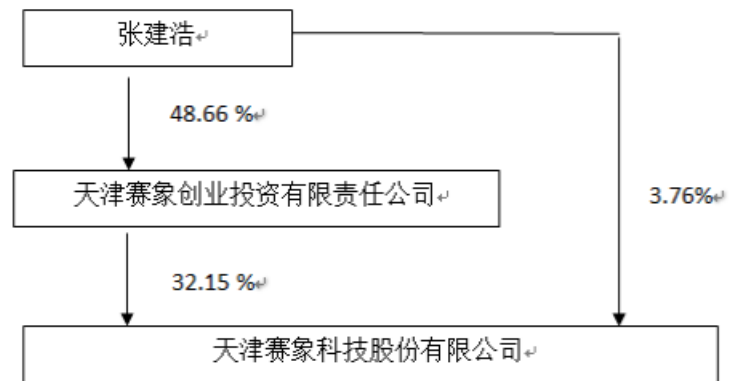 张建浩↵
48.66 %↵
天津赛象创业投资有限责任公司↵
3.76%↵
32.15 %↵
天津赛象科技股份有限公司↵